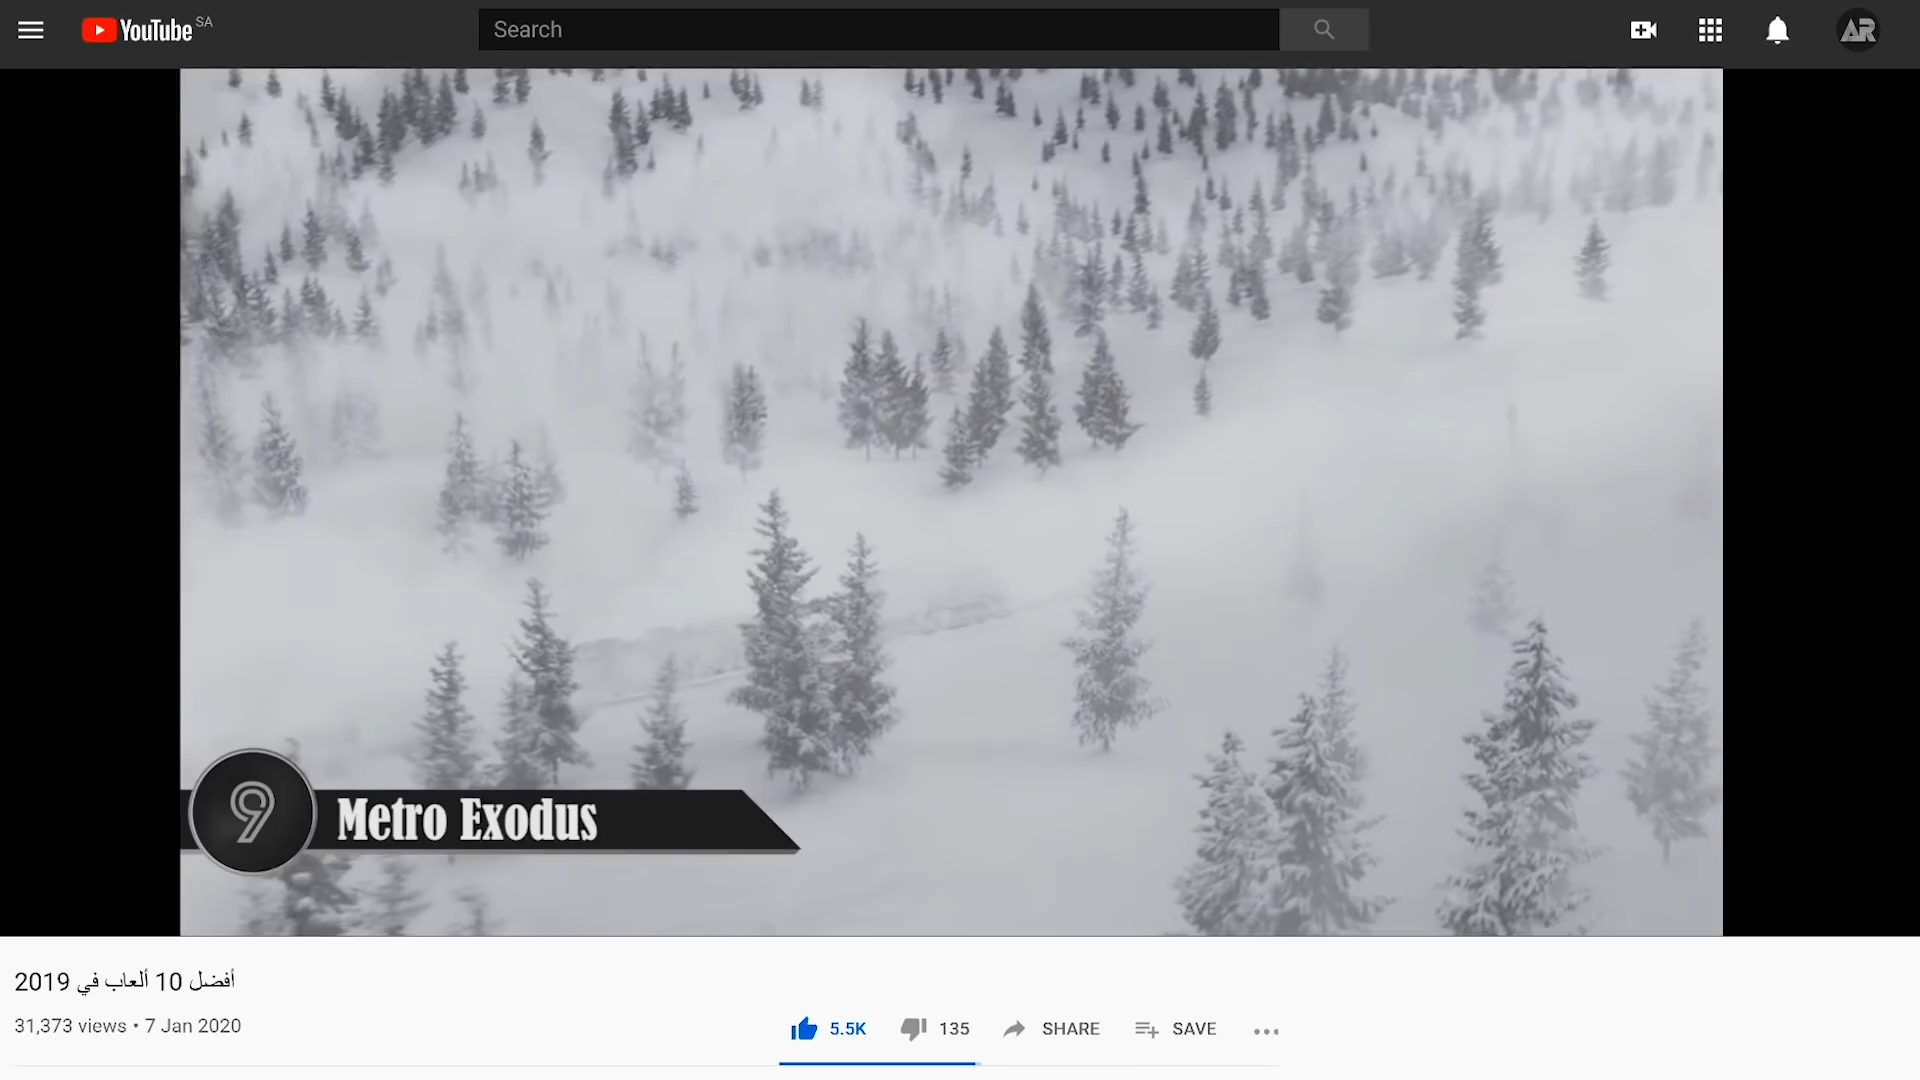 YouTube SA
Search
AR
9
Metro Exodus
أفضل 10 ألعاب في 2019
31,373 views • 7 Jan 2020
5.5K
135
SHARE
SAVE